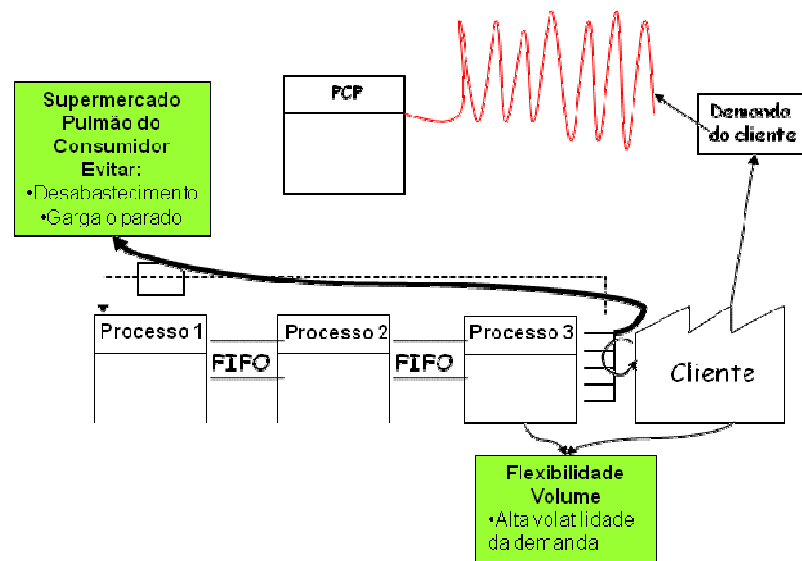 PCP
Demanda
do cliente
Supermercado
Pulmão do
Consumidor
Evitar:
•Desabastecimento
•Garga o parado
Processo 1
FIFO
Processo 2
FIFO
Processo 3
Cliente
Flexibilidade
Volume
•Alta volatilidade
da demanda